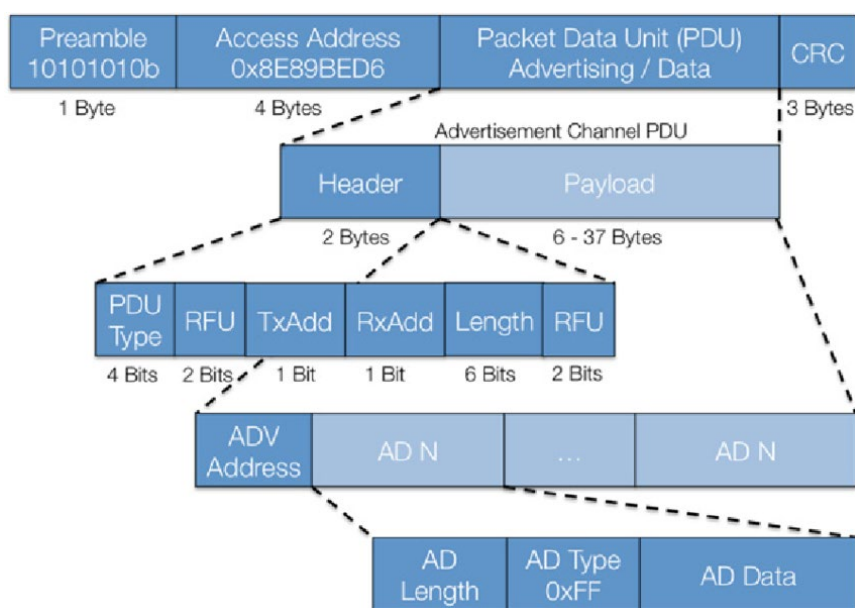 Preamble
10101010b
Access Address
0x8E89BED6
Packet Data Unit (PDU)
Advertising / Data
CRC
1 Byte
4 Bytes
3 Bytes
Advertisement Channel PDU
Header
Payload
2 Bytes
6 - 37 Bytes
PDU
Type
RFU
TxAdd
RxAdd
Length
RFU
4 Bits
2 Bits
1 Bit
1 Bit
6 Bits
2 Bits
ADV
Address
AD N
...
AD N
AD
Length
AD Type
0xFF
AD Data